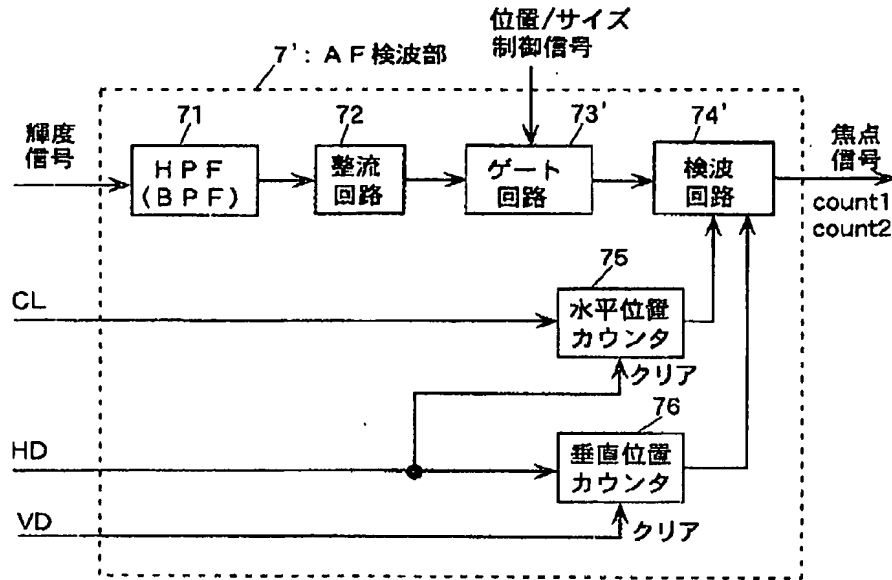 位置/サイズ
制御信号
7': AF検波部
71
72
73'
74'
輝度
信号
HPF
(BPF)
整流
回路
ゲート
回路
検波
回路
焦点
信号
count1
count2
75
CL
水平位置
カウンタ
クリア
76
HD
垂直位置
カウンタ
VD
クリア